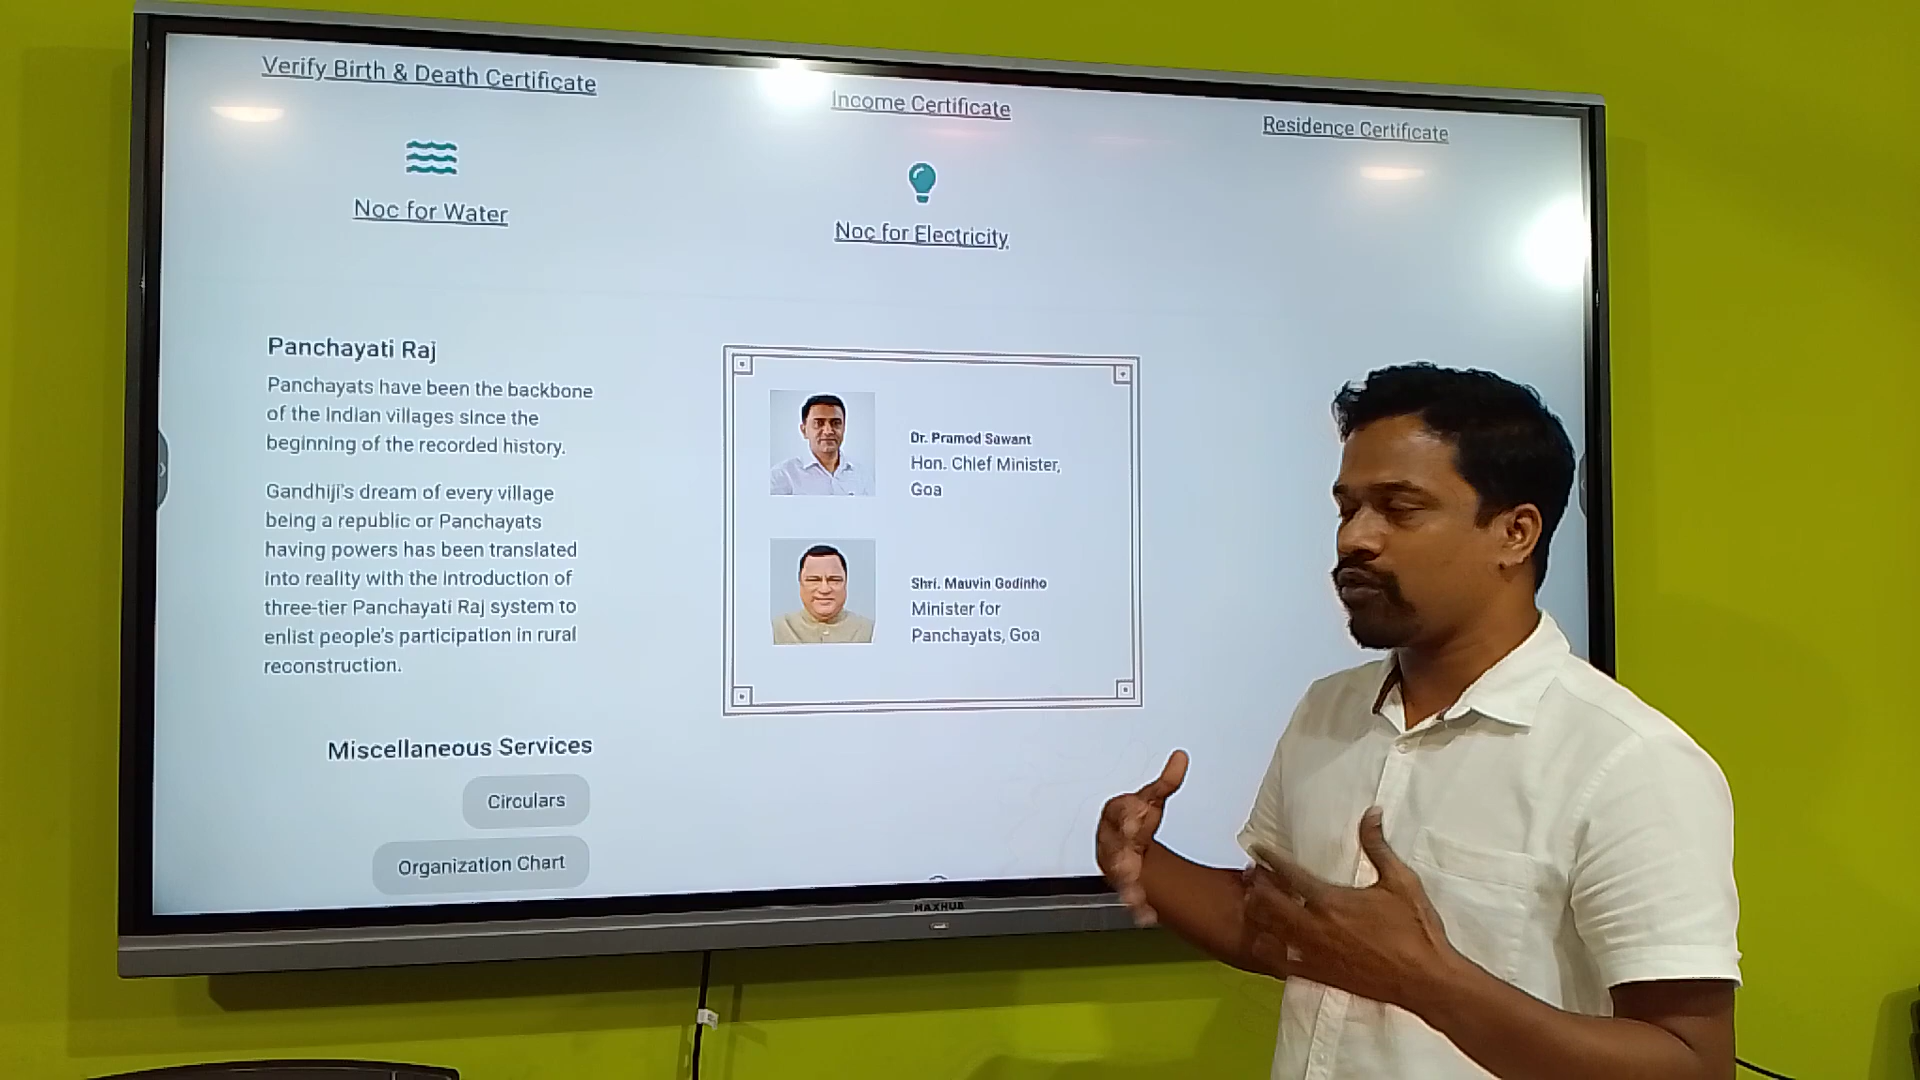 Verify Birth & Death Certificate
Income Certificate
Residence Certificate
Noc for Water
Noc for Electricity
Panchayati Raj
Panchayats have been the backbone
of the Indian villages since the
beginning of the recorded history.
Gandhiji's dream of every village
being a republic or Panchayats
having powers has been translated
into reality with the introduction of
three-tier Panchayati Raj system to
enlist people's participation in rural
reconstruction.
Dr. Pramod Sawant
Hon. Chief Minister,
Goa
Shri. Mauvin Godinho
Minister for
Panchayats, Goa
Miscellaneous Services
Circulars
Organization Chart
MAXHUB